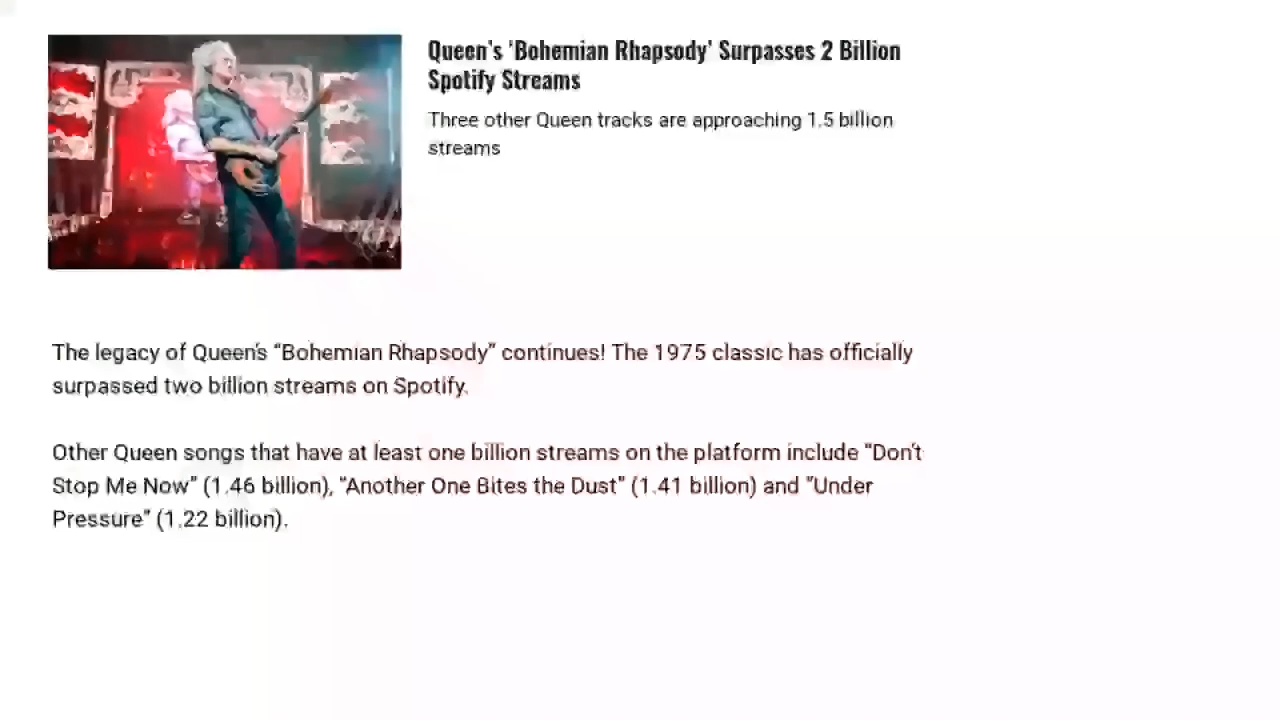 Queen's 'Bohemian Rhapsody' Surpasses 2 Billion
Spotify Streams
Three other Queen tracks are approaching 1.5 billion
streams
The legacy of Queen's “Bohemian Rhapsody” continues! The 1975 classic has officially
surpassed two billion streams on Spotify.
Other Queen songs that have at least one billion streams on the platform include “Don't
Stop Me Now” (1.46 billion), “Another One Bites the Dust” (1.41 billion) and “Under
Pressure” (1.22 billion).